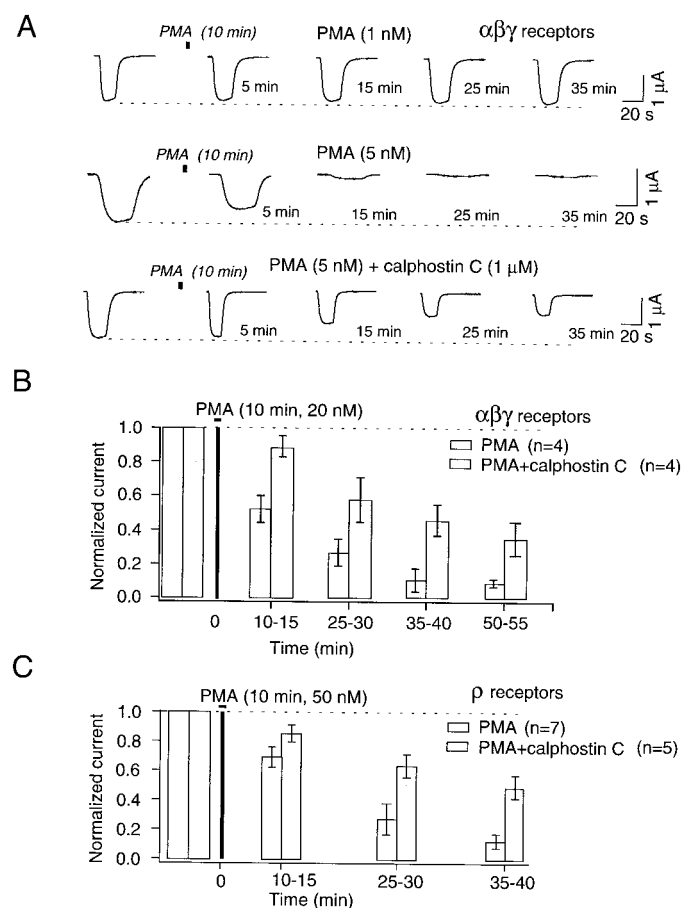 A
PMA (10 min) PMA (1 nM) αβγ receptors
5 min 15 min 25 min 35 min
20 s 1 μA
PMA (10 min) PMA (5 nM)
5 min 15 min 25 min 35 min
20 s 1 μA
PMA (10 min) PMA (5 nM) + calphostin C (1 μM)
5 min 15 min 25 min 35 min
20 s 1 μA
B
PMA (10 min, 20 nM) αβγ receptors
PMA (n=4)
PMA+calphostin C (n=4)
Normalized current
1.0
0.8
0.6
0.4
0.2
0.0
0 10-15 25-30 35-40 50-55
Time (min)
C
PMA (10 min, 50 nM) ρ receptors
PMA (n=7)
PMA+calphostin C (n=5)
Normalized current
1.0
0.8
0.6
0.4
0.2
0.0
0 10-15 25-30 35-40
Time (min)